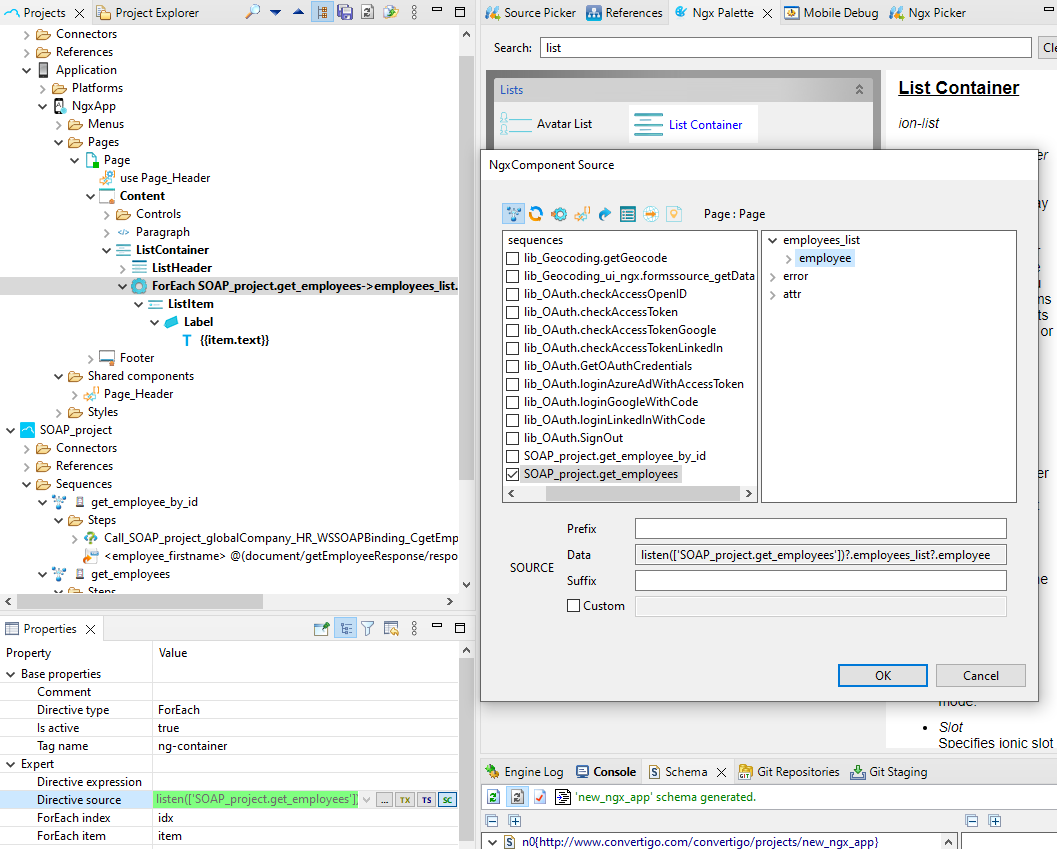 Projects
Project Explorer
Connectors
References
Application
Platforms
NgxApp
Menus
Pages
Page
use Page_Header
Content
Controls
Paragraph
ListContainer
ListHeader
ForEach SOAP_project.get_employees->employees_list.
ListItem
Label
{{item.text}}
Footer
Shared components
Page_Header
Styles
SOAP_project
Connectors
References
Sequences
get_employee_by_id
Steps
Call_SOAP_project_globalCompany_HR_WSSOAPBinding_CgetEmp
<employee_firstname> @(document/getEmployeeResponse/respo
get_employees
Steps
Properties
Property Value
Base properties
Comment
Directive type ForEach
Is active true
Tag name ng-container
Expert
Directive expression
Directive source listen(['SOAP_project.get_employees'] ... TX TS SC
ForEach index idx
ForEach item item
Source Picker
References
Ngx Palette
Mobile Debug
Ngx Picker
Search: list
Lists
Avatar List
List Container
List Container
ion-list
NgxComponent Source
Page : Page
sequences
lib_Geocoding.getGeocode
lib_Geocoding_ui_ngx.formssource_getData
lib_OAuth.checkAccessOpenID
lib_OAuth.checkAccessToken
lib_OAuth.checkAccessTokenGoogle
lib_OAuth.checkAccessTokenLinkedIn
lib_OAuth.GetOAuthCredentials
lib_OAuth.loginAzureAdWithAccessToken
lib_OAuth.loginGoogleWithCode
lib_OAuth.loginLinkedInWithCode
lib_OAuth.SignOut
SOAP_project.get_employee_by_id
SOAP_project.get_employees
employees_list
employee
error
attr
SOURCE
Prefix
Data listen(['SOAP_project.get_employees'])?.employees_list?.employee
Suffix
Custom
OK
Cancel
mode.
Slot
Specifies ionic slot
Engine Log
Console
Schema
Git Repositories
Git Staging
'new_ngx_app' schema generated.
n0{http://www.convertigo.com/convertigo/projects/new_ngx_app}